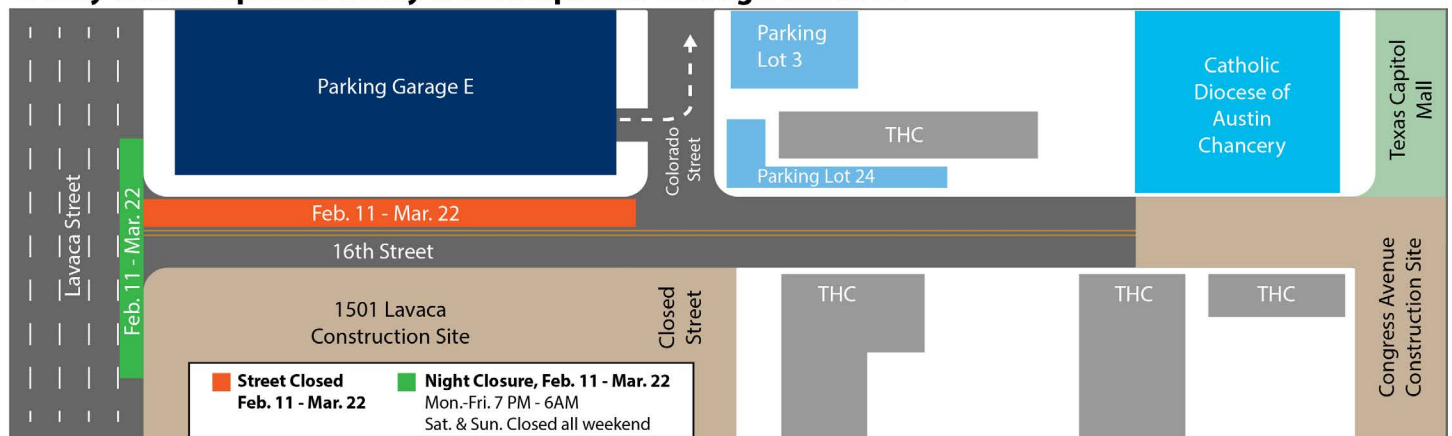 Parking Garage E
Parking
Lot 3
THC
Parking Lot 24
Catholic
Diocese of
Austin
Chancery
Texas Capitol
Mall
Colorado
Street
Lavaca Street
Feb. 11 - Mar. 22
Feb. 11 - Mar. 22
16th Street
1501 Lavaca
Construction Site
Closed
Street
THC
THC
THC
Congress Avenue
Construction Site
Street Closed
Feb. 11 - Mar. 22
Night Closure, Feb. 11 - Mar. 22
Mon.-Fri. 7 PM - 6AM
Sat. & Sun. Closed all weekend